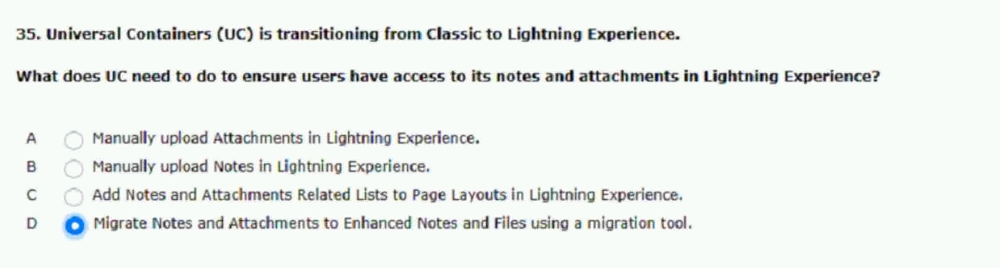 35. Universal Containers (UC) is transitioning from Classic to Lightning Experience.
What does UC need to do to ensure users have access to its notes and attachments in Lightning Experience?
A Manually upload Attachments in Lightning Experience.
B Manually upload Notes in Lightning Experience.
C Add Notes and Attachments Related Lists to Page Layouts in Lightning Experience.
D Migrate Notes and Attachments to Enhanced Notes and Files using a migration tool.